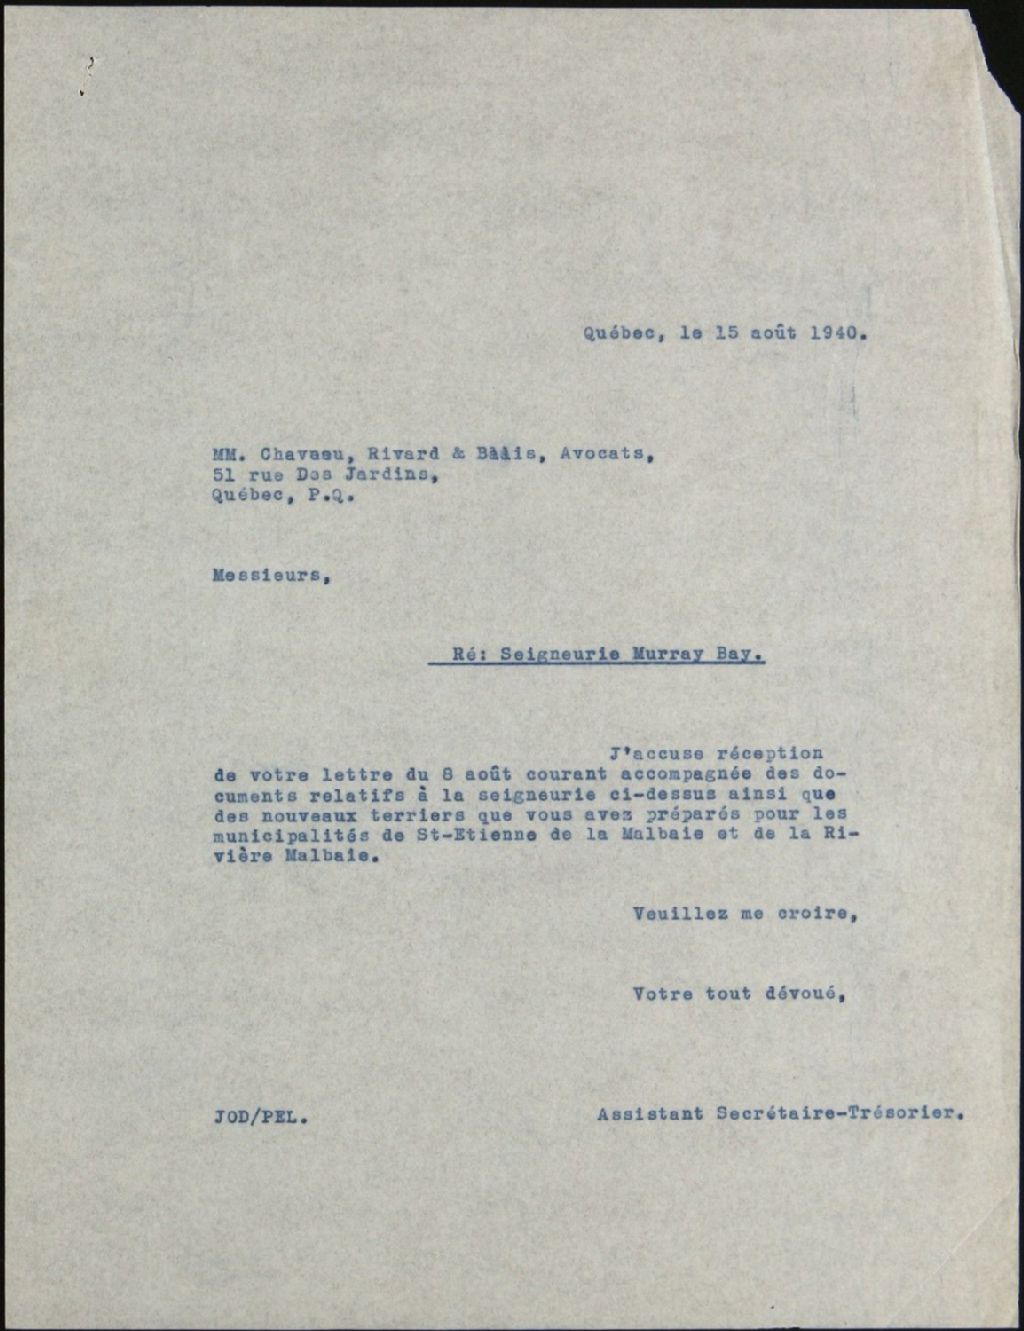 Québec, le 15 août 1940.
MM. Chavaeu, Rivard & Blais, Avocats,
51 rue Des Jardins,
Québec, P.Q.
Messieurs,
Ré: Seigneurie Murray Bay.
J'accuse réception
de votre lettre du 8 août courant accompagnée des do-
cuments relatifs à la seigneurie ci-dessus ainsi que
des nouveaux terriers que vous avez préparés pour les
municipalités de St-Etienne de la Malbaie et de la Ri-
vière Malbaie.
Veuillez me croire,
Votre tout dévoué,
JOD/PEL.
Assistant Secrétaire-Trésorier.